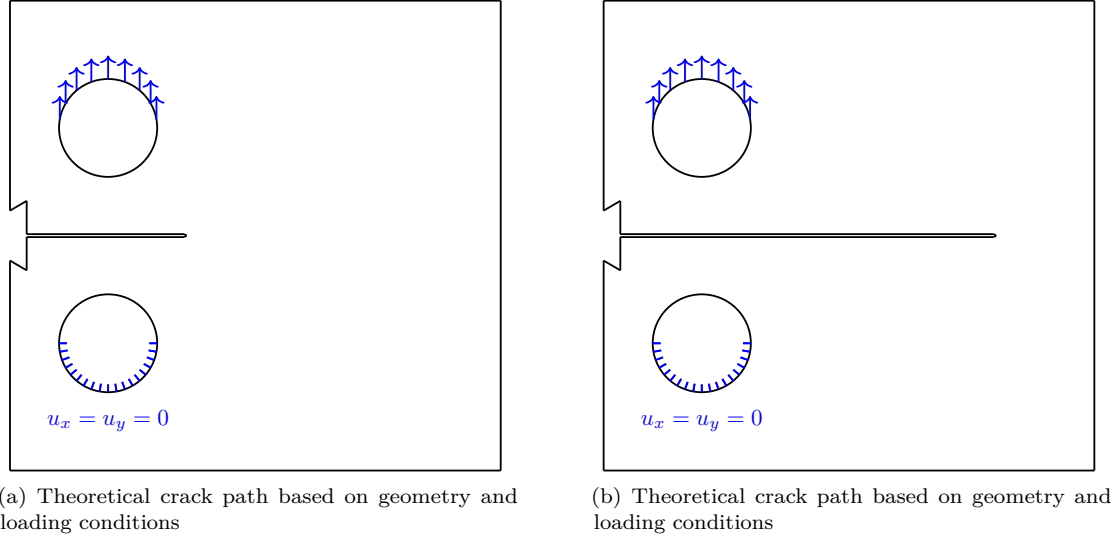 u_x = u_y = 0
u_x = u_y = 0
(a) Theoretical crack path based on geometry and
loading conditions
(b) Theoretical crack path based on geometry and
loading conditions